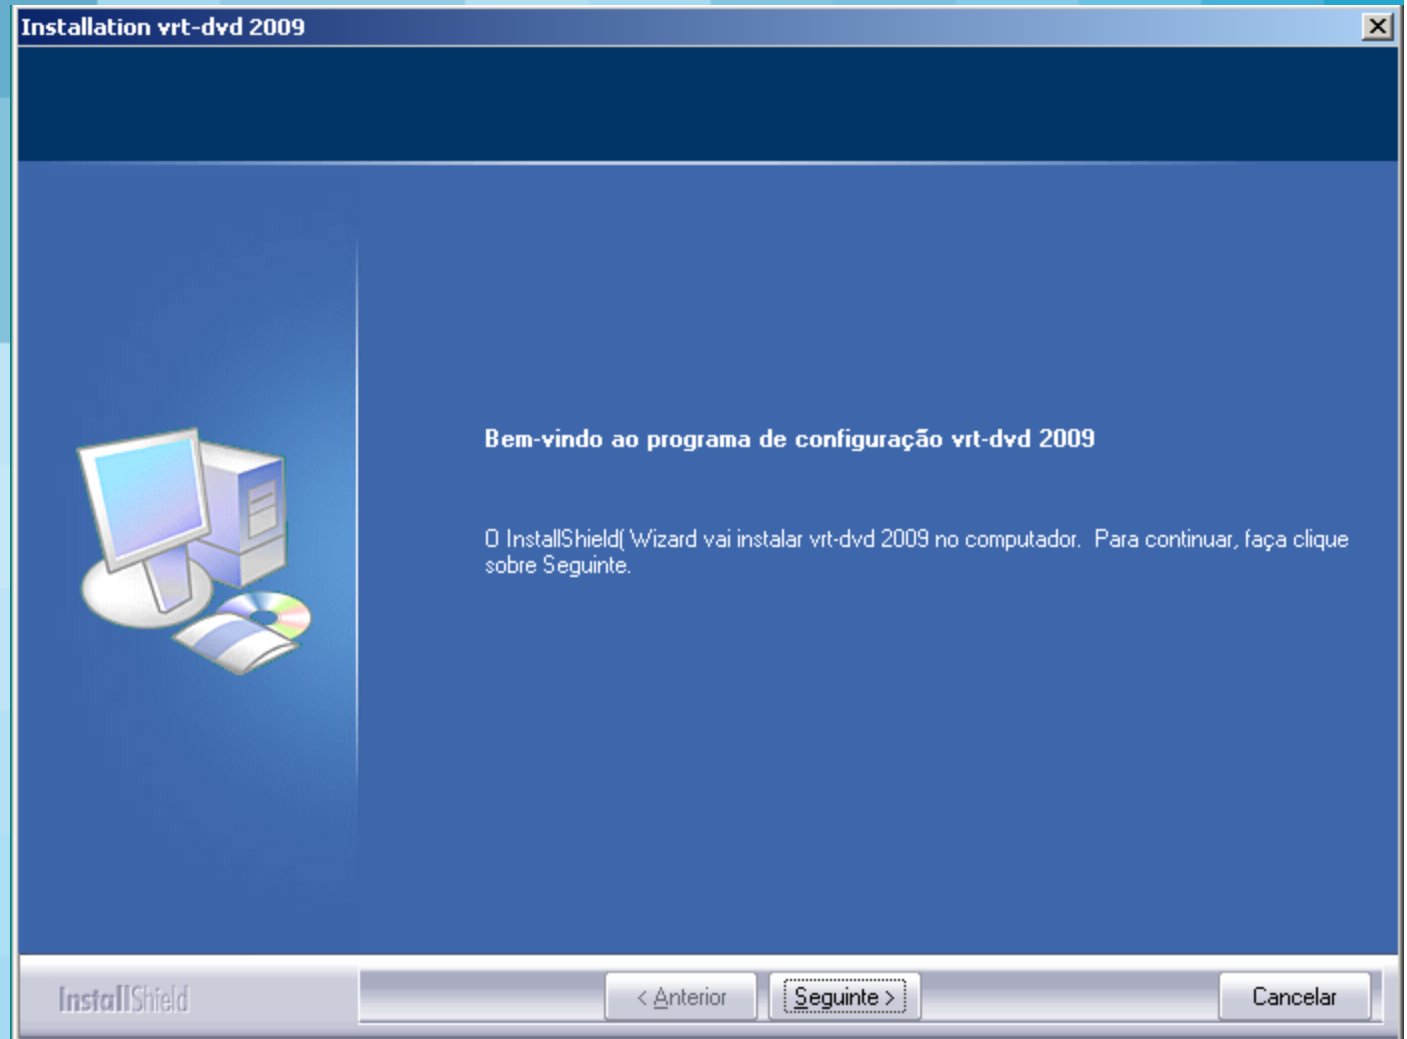 Installation vrt-dvd 2009
Bem-vindo ao programa de configuração vrt-dvd 2009
O InstallShield( Wizard vai instalar vrt-dvd 2009 no computador.  Para continuar, faça clique
sobre Seguinte.
InstallShield
< Anterior
Seguinte >
Cancelar